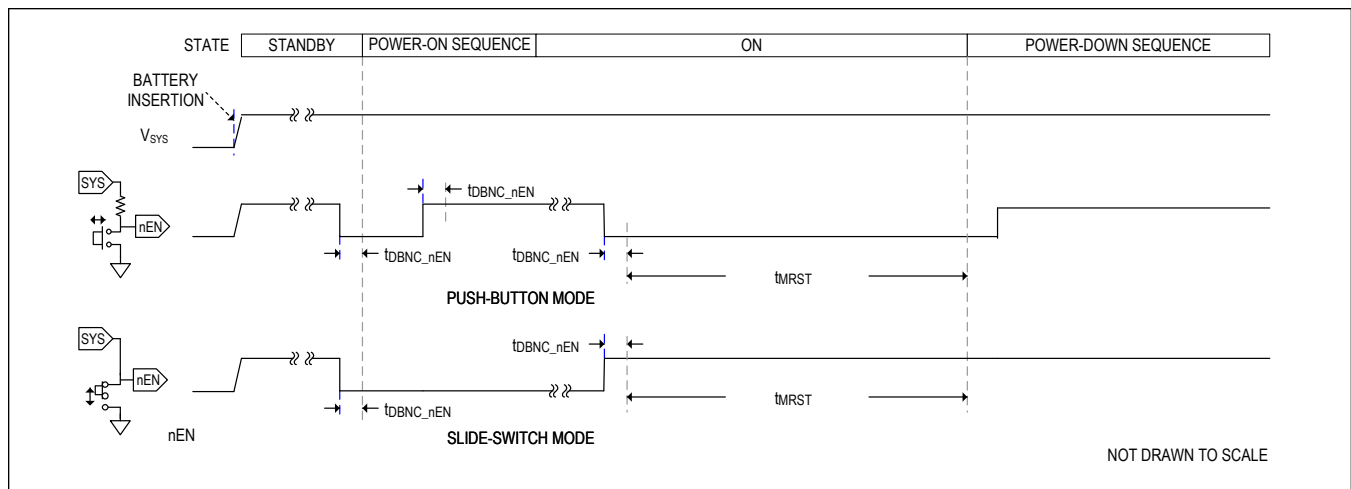 STATE STANDBY POWER-ON SEQUENCE ON POWER-DOWN SEQUENCE
BATTERY
INSERTION
VSYS
SYS
tDBNC_nEN
nEN
tDBNC_nEN tDBNC_nEN
tMRST
PUSH-BUTTON MODE
SYS
tDBNC_nEN
nEN
tDBNC_nEN
tMRST
nEN
SLIDE-SWITCH MODE
NOT DRAWN TO SCALE